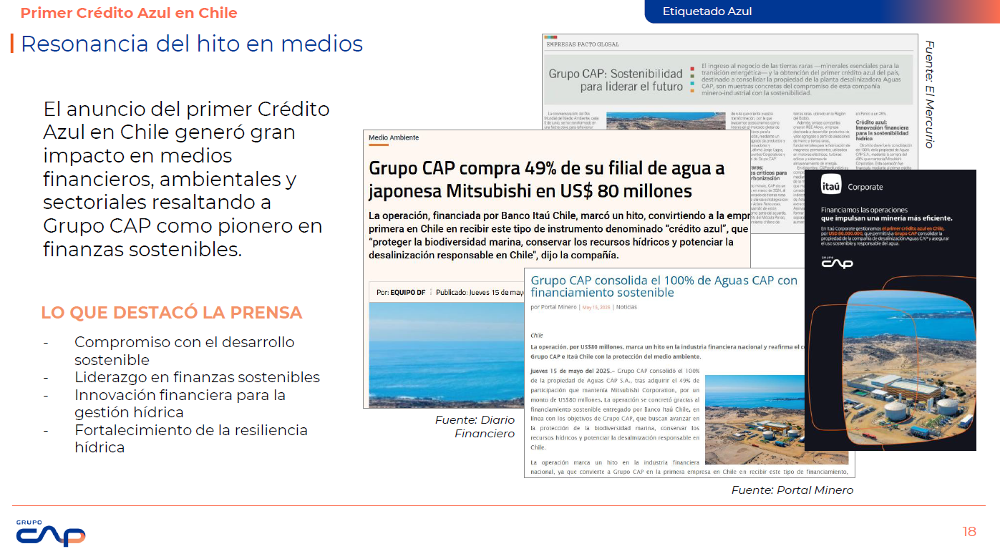 Primer Crédito Azul en Chile
Etiquetado Azul
Resonancia del hito en medios
El anuncio del primer Crédito
Azul en Chile generó gran
impacto en medios
financieros, ambientales y
sectoriales resaltando a
Grupo CAP como pionero en
finanzas sostenibles.
LO QUE DESTACÓ LA PRENSA
- Compromiso con el desarrollo
sostenible
- Liderazgo en finanzas sostenibles
- Innovación financiera para la
gestión hídrica
- Fortalecimiento de la resiliencia
hídrica
EMPRESAS PACTO GLOBAL
Grupo CAP: Sostenibilidad
para liderar el futuro
El ingreso al negocio de las tierras raras —minerales esenciales para la
transición energética— y la obtención del primer crédito azul del país,
destinado a consolidar la propiedad de la planta desalinizadora Aguas
CAP, son muestras concretas del compromiso de esta compañía
minero-industrial con la sostenibilidad.
Crédito azul:
Innovación financiera
para la sostenibilidad
hídrica
Fuente: El Mercurio
Medio Ambiente
Grupo CAP compra 49% de su filial de agua a
japonesa Mitsubishi en US$ 80 millones
La operación, financiada por Banco Itaú Chile, marcó un hito, convirtiendo a la empr
primera en Chile en recibir este tipo de instrumento denominado “crédito azul”, que
“proteger la biodiversidad marina, conservar los recursos hídricos y potenciar la
desalinización responsable en Chile”, dijo la compañía.
Por: EQUIPO DF | Publicado: Jueves 15 de may
Fuente: Diario
Financiero
Grupo CAP consolida el 100% de Aguas CAP con
financiamiento sostenible
por Portal Minero | May 15, 2025 | Noticias
Chile
La operación, por US$80 millones, marca un hito en la industria financiera nacional y reafirma el c
Grupo CAP e Itaú Chile con la protección del medio ambiente.
Jueves 15 de mayo del 2025.– Grupo CAP consolidó el 100%
de la propiedad de Aguas CAP S.A., tras adquirir el 49% de
participación que mantenía Mitsubishi Corporation, por un
monto de US$80 millones. La operación se concretó gracias al
financiamiento sostenible entregado por Banco Itaú Chile, en
línea con los objetivos de Grupo CAP, que buscan avanzar en
la protección de la biodiversidad marina, conservar los
recursos hídricos y potenciar la desalinización responsable en
Chile.
La operación marca un hito en la industria financiera
nacional, ya que convierte a Grupo CAP en la primera empresa en Chile en recibir este tipo de financiamiento,
Fuente: Portal Minero
itaú Corporate
Financiamos las operaciones
que impulsan una minería más eficiente.
En Itaú Corporate gestionamos el primer crédito azul en Chile,
por USD 80.000.000, que permitirá a Grupo CAP consolidar la
propiedad de la compañía de desalinización Aguas CAP y asegurar
el uso sostenible y responsable del agua.
GRUPO
CAP
GRUPO
CAP
18